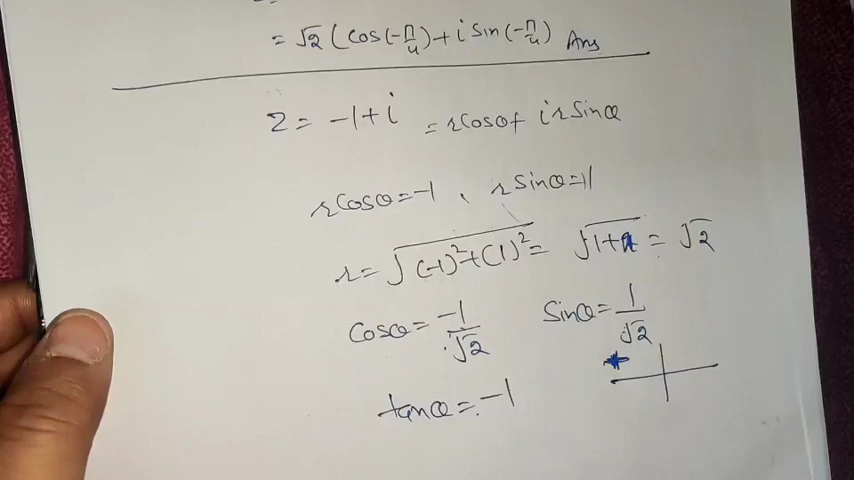 = √2 (cos(-π/4) + i sin(-π/4) Ans
z = -1 + i = r cosθ + i r sinθ
r cosθ = -1 , r sinθ = 1
r = √(-1)² + (1)² = √1+1 = √2
cosθ = -1/√2 sinθ = 1/√2
tanθ = -1